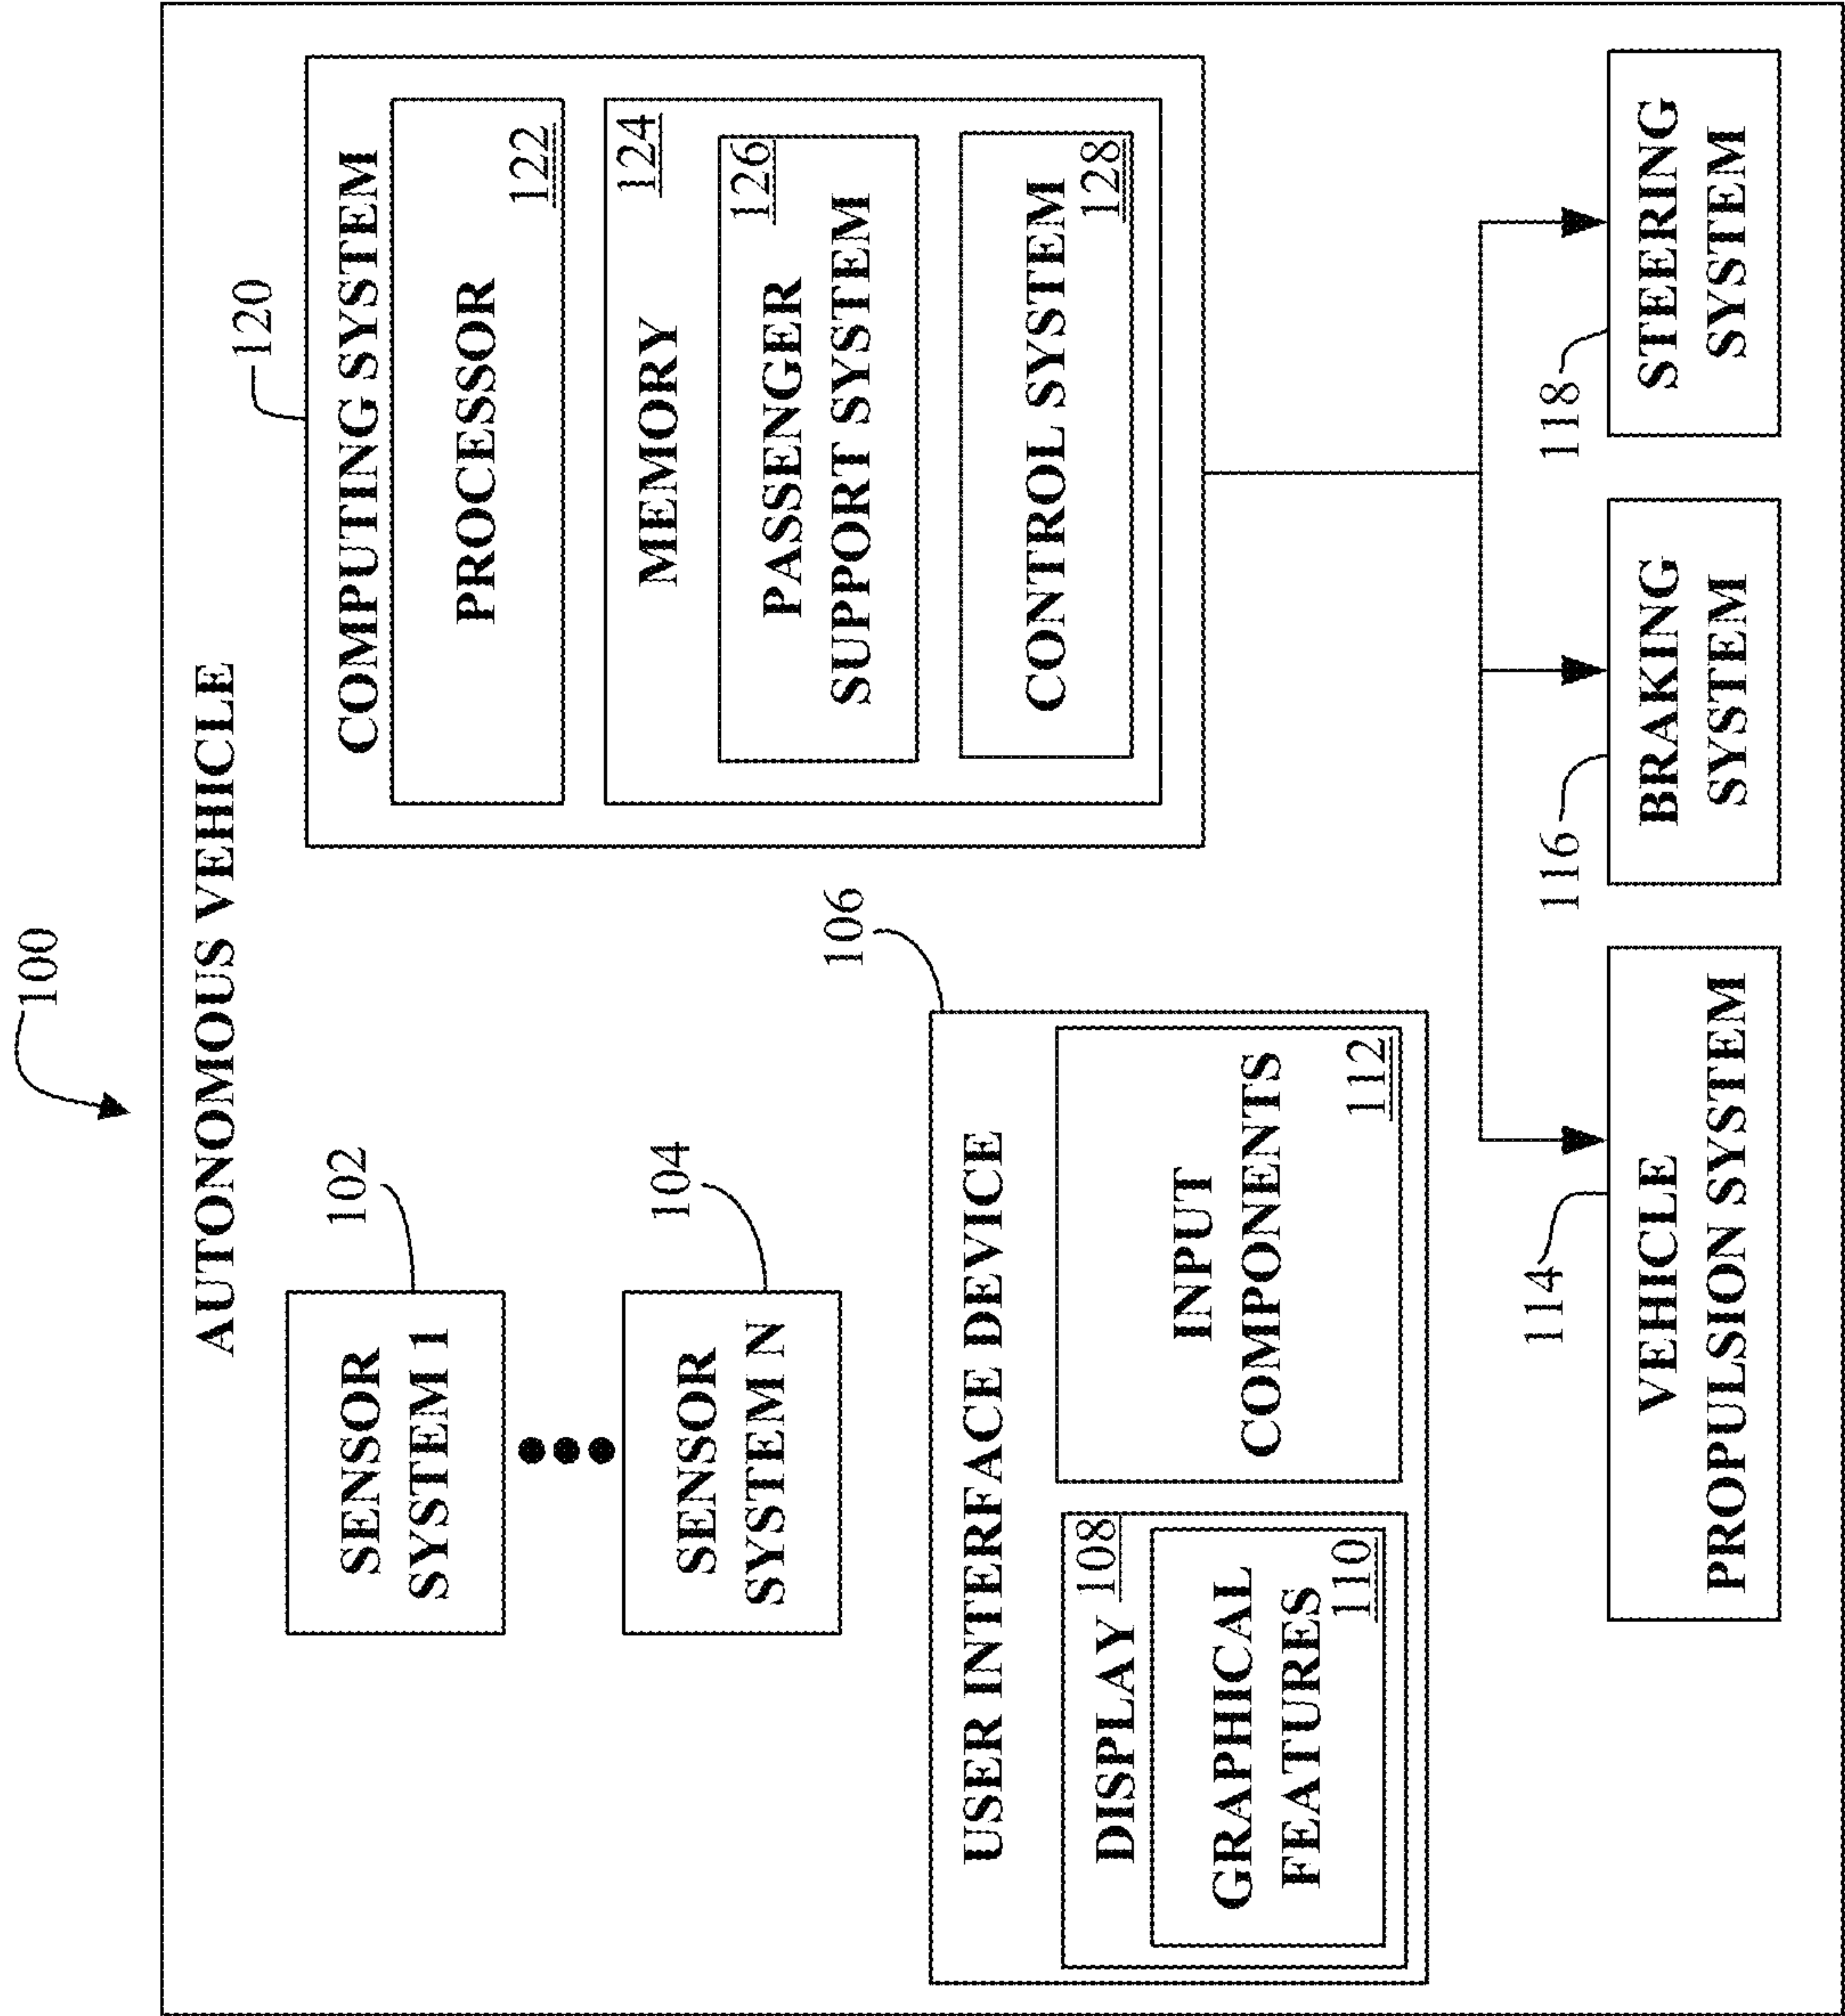 100
AUTONOMOUS VEHICLE
102
SENSOR
SYSTEM 1
104
SENSOR
SYSTEM N
106
USER INTERFACE DEVICE
DISPLAY 108
GRAPHICAL
FEATURES
110
INPUT
COMPONENTS
112
120
COMPUTING SYSTEM
PROCESSOR
122
MEMORY
124
126
PASSENGER
SUPPORT SYSTEM
CONTROL SYSTEM
128
114
VEHICLE
PROPULSION SYSTEM
116
BRAKING
SYSTEM
118
STEERING
SYSTEM